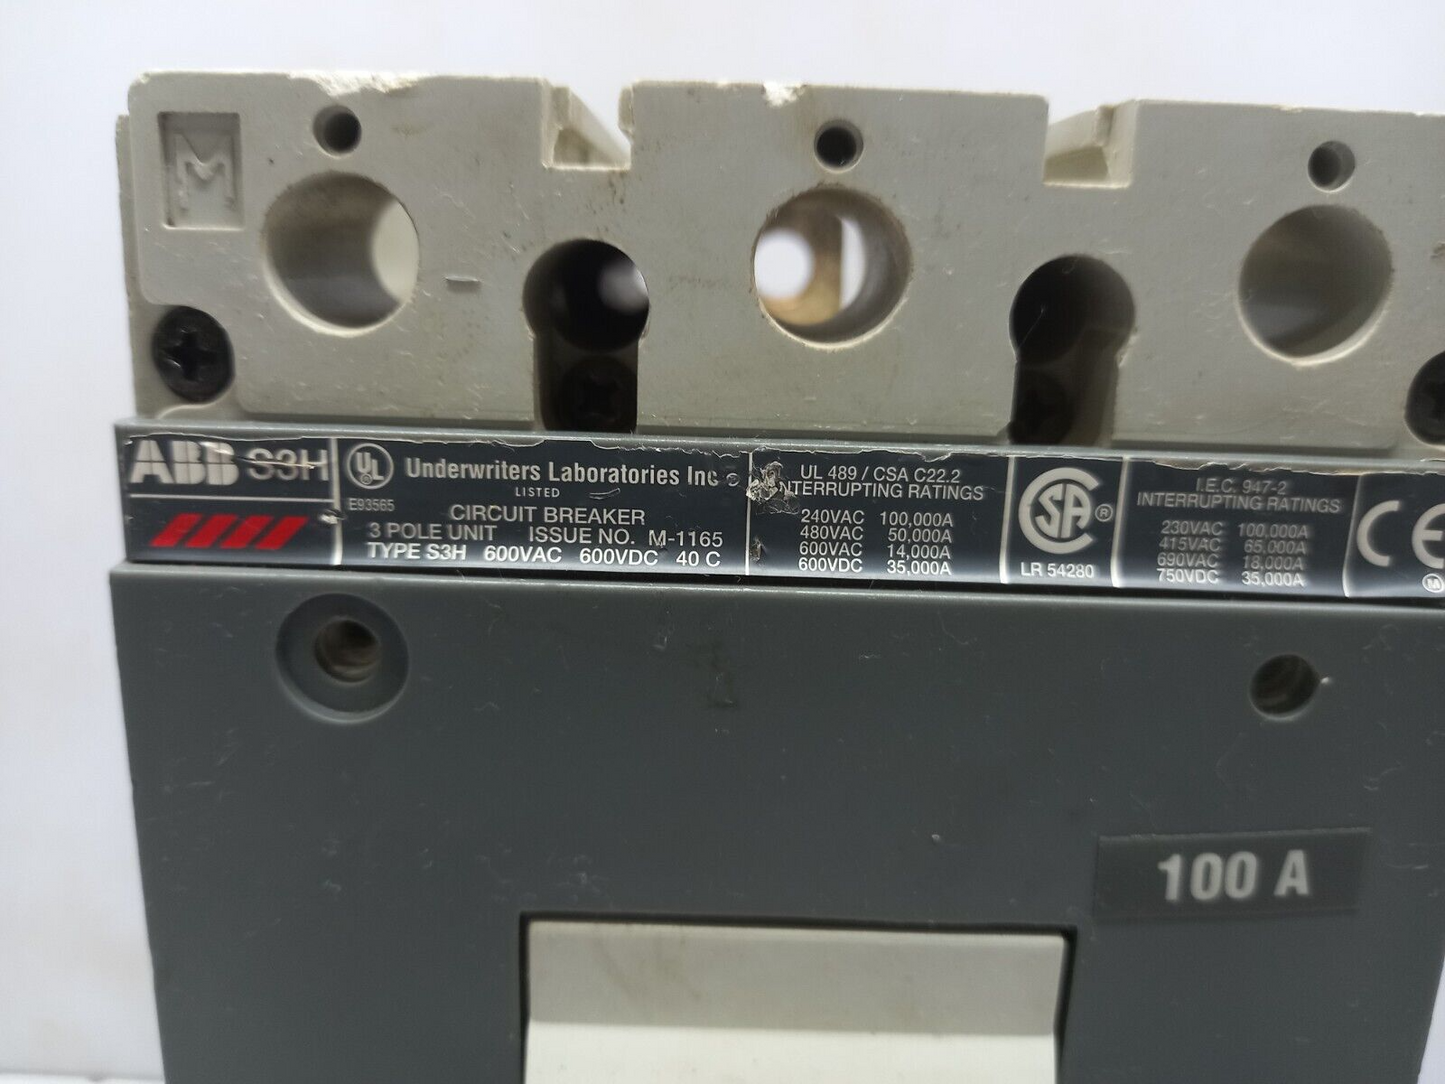 M
ABB S3H
UL
Underwriters Laboratories Inc
LISTED
E93565
CIRCUIT BREAKER
3 POLE UNIT ISSUE NO. M-1165
TYPE S3H 600VAC 600VDC 40 C
UL 489 / CSA C22.2
INTERRUPTING RATINGS
240VAC 100,000A
480VAC 50,000A
600VAC 14,000A
600VDC 35,000A
CSA ®
LR 54280
I.E.C. 947-2
INTERRUPTING RATINGS
230VAC 100,000A
415VAC 65,000A
690VAC 18,000A
750VDC 35,000A
CE
M
100 A